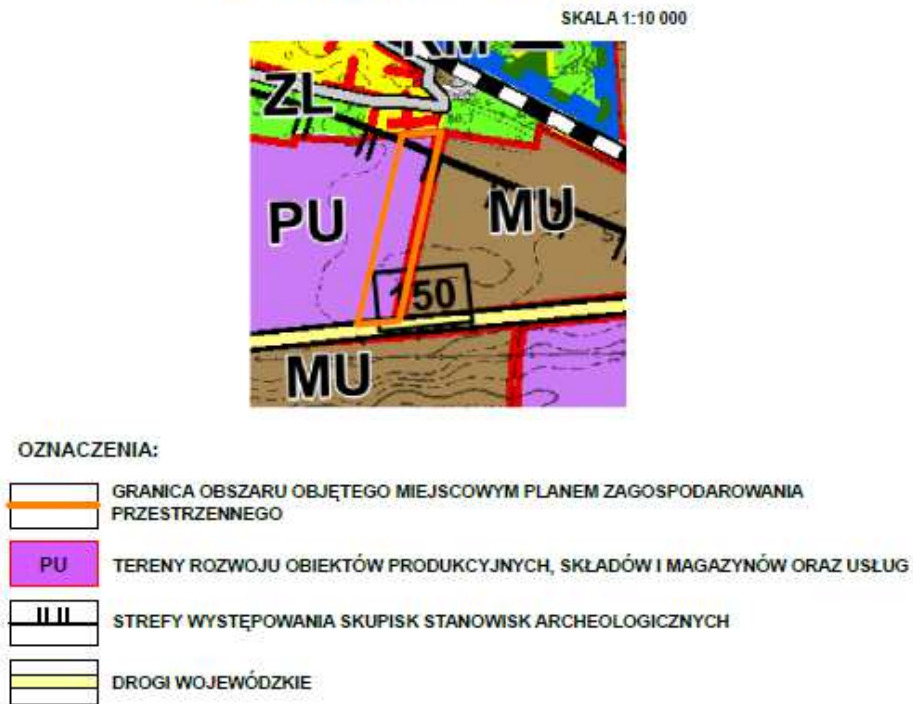 SKALA 1:10 000
KM
ZL
PU
MU
150
MU
OZNACZENIA:
GRANICA OBSZARU OBJĘTEGO MIEJSCOWYM PLANEM ZAGOSPODAROWANIA
PRZESTRZENNEGO
PU TERENY ROZWOJU OBIEKTÓW PRODUKCYJNYCH, SKŁADÓW I MAGAZYNÓW ORAZ USŁUG
STREFY WYSTĘPOWANIA SKUPISK STANOWISK ARCHEOLOGICZNYCH
DROGI WOJEWÓDZKIE